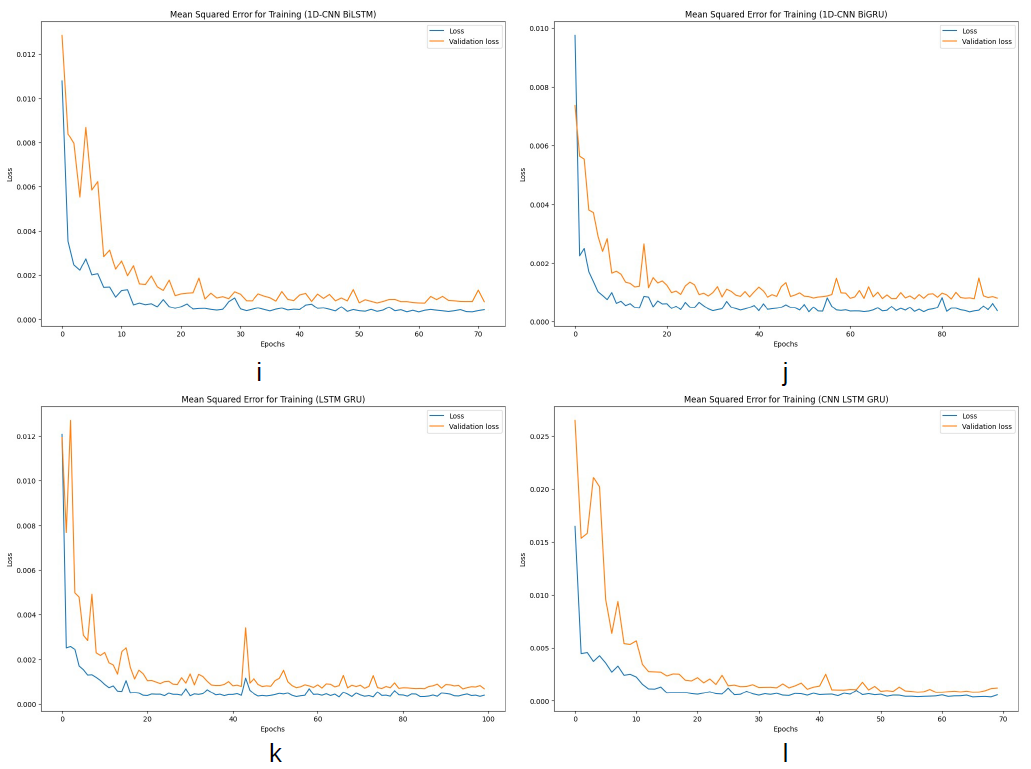 Mean Squared Error for Training (1D-CNN BiLSTM)
Loss
Validation loss
0.012
0.010
0.008
0.006
0.004
0.002
0.000
Loss
0 10 20 30 40 50 60 70
Epochs
i
Mean Squared Error for Training (1D-CNN BiGRU)
Loss
Validation loss
0.010
0.008
0.006
0.004
0.002
0.000
Loss
0 20 40 60 80
Epochs
j
Mean Squared Error for Training (LSTM GRU)
Loss
Validation loss
0.012
0.010
0.008
0.006
0.004
0.002
0.000
Loss
0 20 40 60 80 100
Epochs
k
Mean Squared Error for Training (CNN LSTM GRU)
Loss
Validation loss
0.025
0.020
0.015
0.010
0.005
0.000
Loss
0 10 20 30 40 50 60 70
Epochs
l